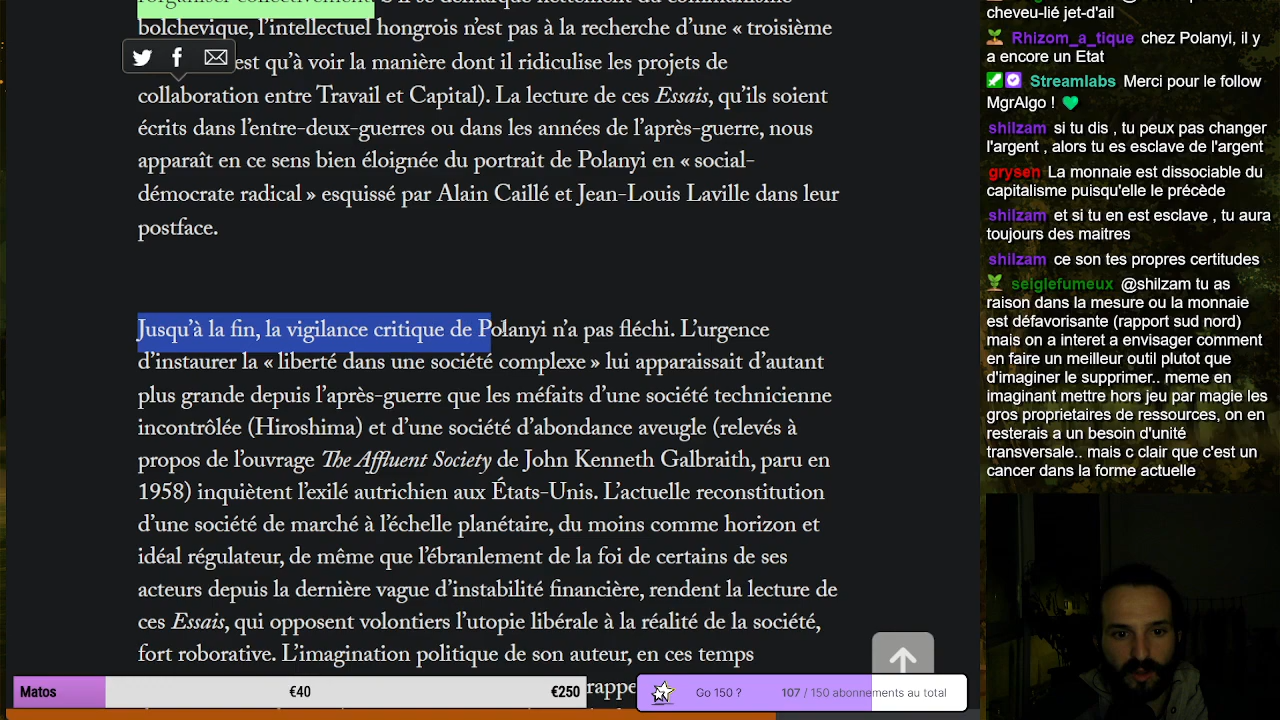 l'organiser collectivement.
bolchevique, l'intellectuel hongrois n'est pas à la recherche d'une « troisième
est qu'à voir la manière dont il ridiculise les projets de
collaboration entre Travail et Capital). La lecture de ces Essais, qu'ils soient
écrits dans l'entre-deux-guerres ou dans les années de l'après-guerre, nous
apparaît en ce sens bien éloignée du portrait de Polanyi en « social-
démocrate radical » esquissé par Alain Caillé et Jean-Louis Laville dans leur
postface.
Jusqu'à la fin, la vigilance critique de Polanyi n'a pas fléchi. L'urgence
d'instaurer la « liberté dans une société complexe » lui apparaissait d'autant
plus grande depuis l'après-guerre que les méfaits d'une société technicienne
incontrôlée (Hiroshima) et d'une société d'abondance aveugle (relevés à
propos de l'ouvrage The Affluent Society de John Kenneth Galbraith, paru en
1958) inquiètent l'exilé autrichien aux États-Unis. L'actuelle reconstitution
d'une société de marché à l'échelle planétaire, du moins comme horizon et
idéal régulateur, de même que l'ébranlement de la foi de certains de ses
acteurs depuis la dernière vague d'instabilité financière, rendent la lecture de
ces Essais, qui opposent volontiers l'utopie libérale à la réalité de la société,
fort roborative. L'imagination politique de son auteur, en ces temps
rappe
Matos €40 €250
Go 150 ? 107 / 150 abonnements au total
cheveu-lié jet-d'ail
Rhizom_a_tique chez Polanyi, il y
a encore un Etat
Streamlabs Merci pour le follow
MgrAlgo !
shilzam si tu dis , tu peux pas changer
l'argent , alors tu es esclave de l'argent
grysen La monnaie est dissociable du
capitalisme puisqu'elle le précède
shilzam et si tu en est esclave , tu aura
toujours des maitres
shilzam ce son tes propres certitudes
seiglefumeux @shilzam tu as
raison dans la mesure ou la monnaie
est défavorisante (rapport sud nord)
mais on a interet a envisager comment
en faire un meilleur outil plutot que
d'imaginer le supprimer.. meme en
imaginant mettre hors jeu par magie les
gros proprietaires de ressources, on en
resterais a un besoin d'unité
transversale.. mais c clair que c'est un
cancer dans la forme actuelle